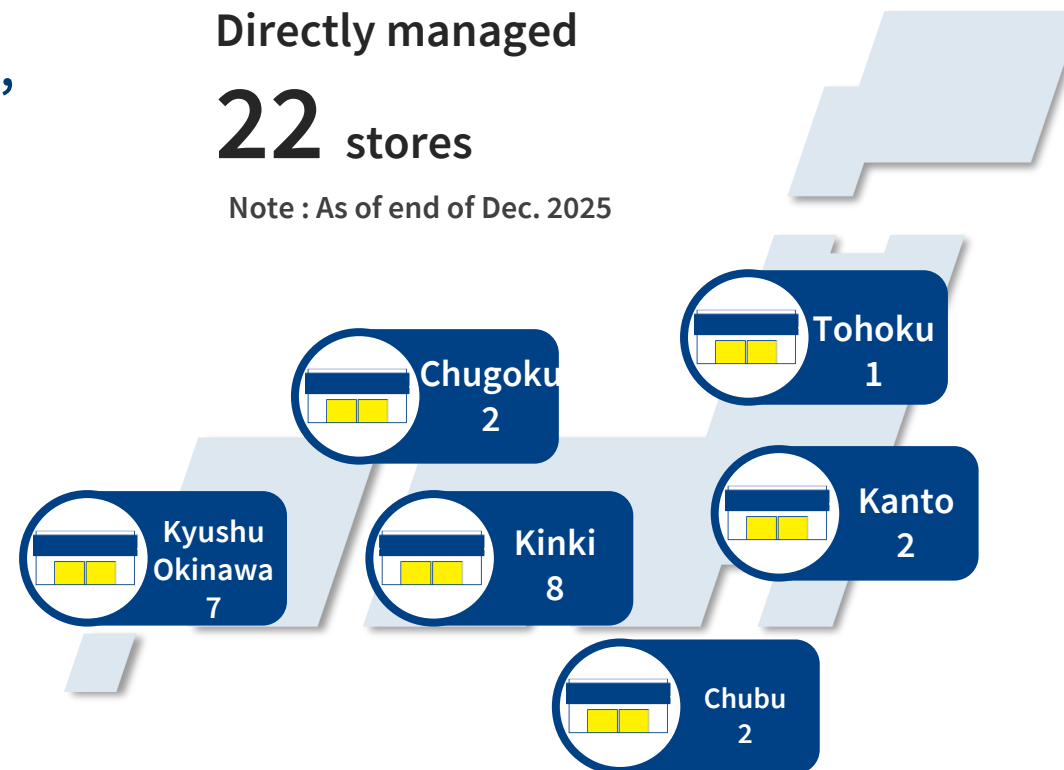 ,
Directly managed
22 stores
Note : As of end of Dec. 2025
Tohoku
1
Chugoku
2
Kanto
2
Kyushu
Okinawa
7
Kinki
8
Chubu
2